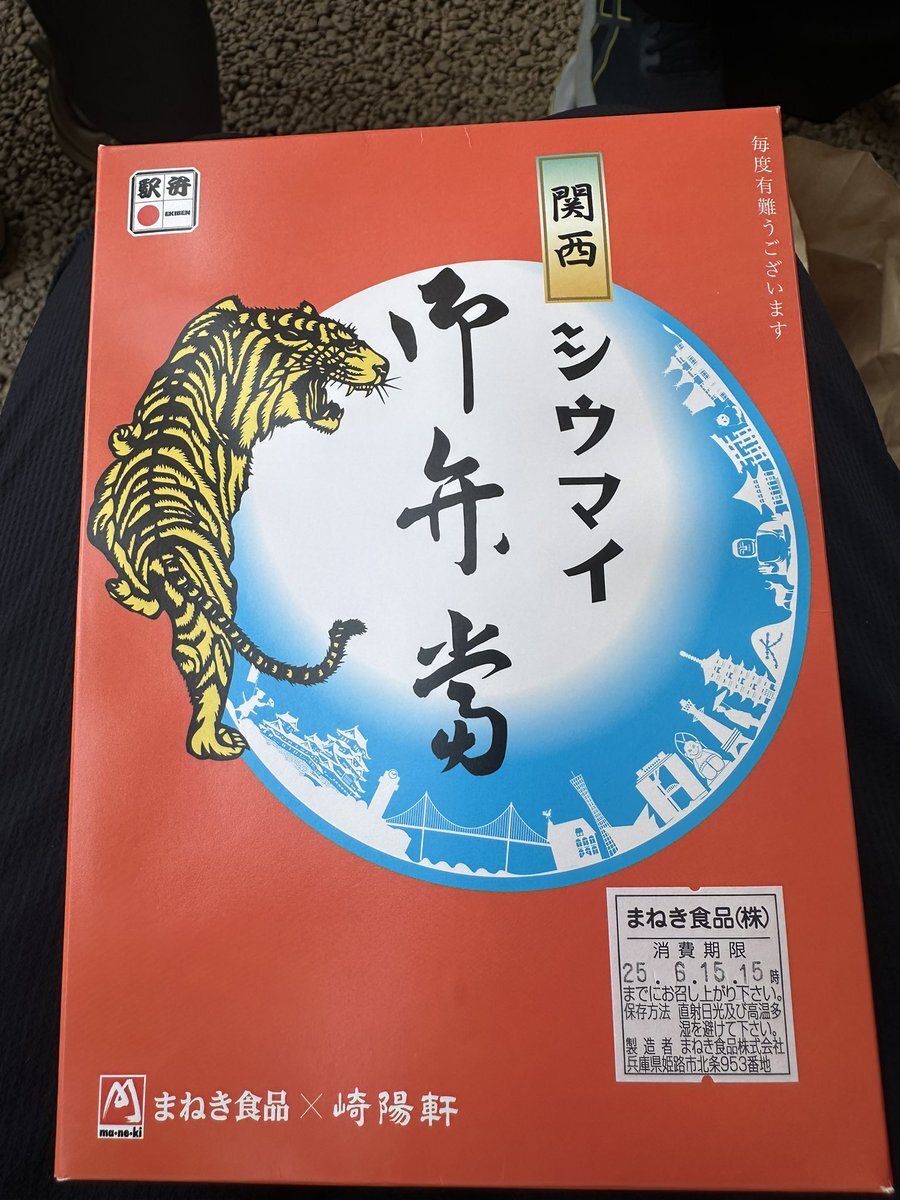 毎度有難うございます
駅弁
EKIBEN
関西
シウマイ
御弁當
まねき食品(株)
消費期限
25.6.15.15時
までにお召し上がり下さい。
保存方法 直射日光及び高温多
湿を避けて下さい。
製造者 まねき食品株式会社
兵庫県姫路市北条953番地
ma・ne・ki
まねき食品×崎陽軒